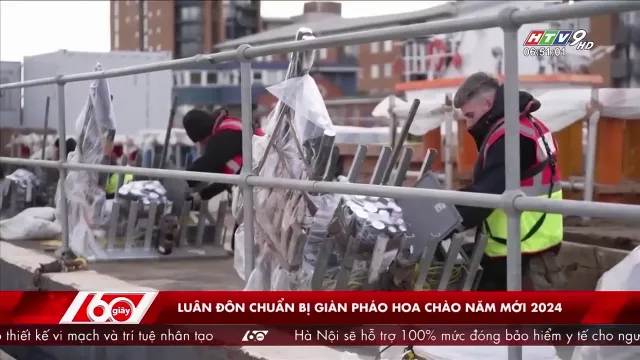 HTV9 HD
06:51:01
60 giây
LUÂN ĐÔN CHUẨN BỊ GIÀN PHÁO HOA CHÀO NĂM MỚI 2024
thiết kế vi mạch và trí tuệ nhân tạo 60 Hà Nội sẽ hỗ trợ 100% mức đóng bảo hiểm y tế cho